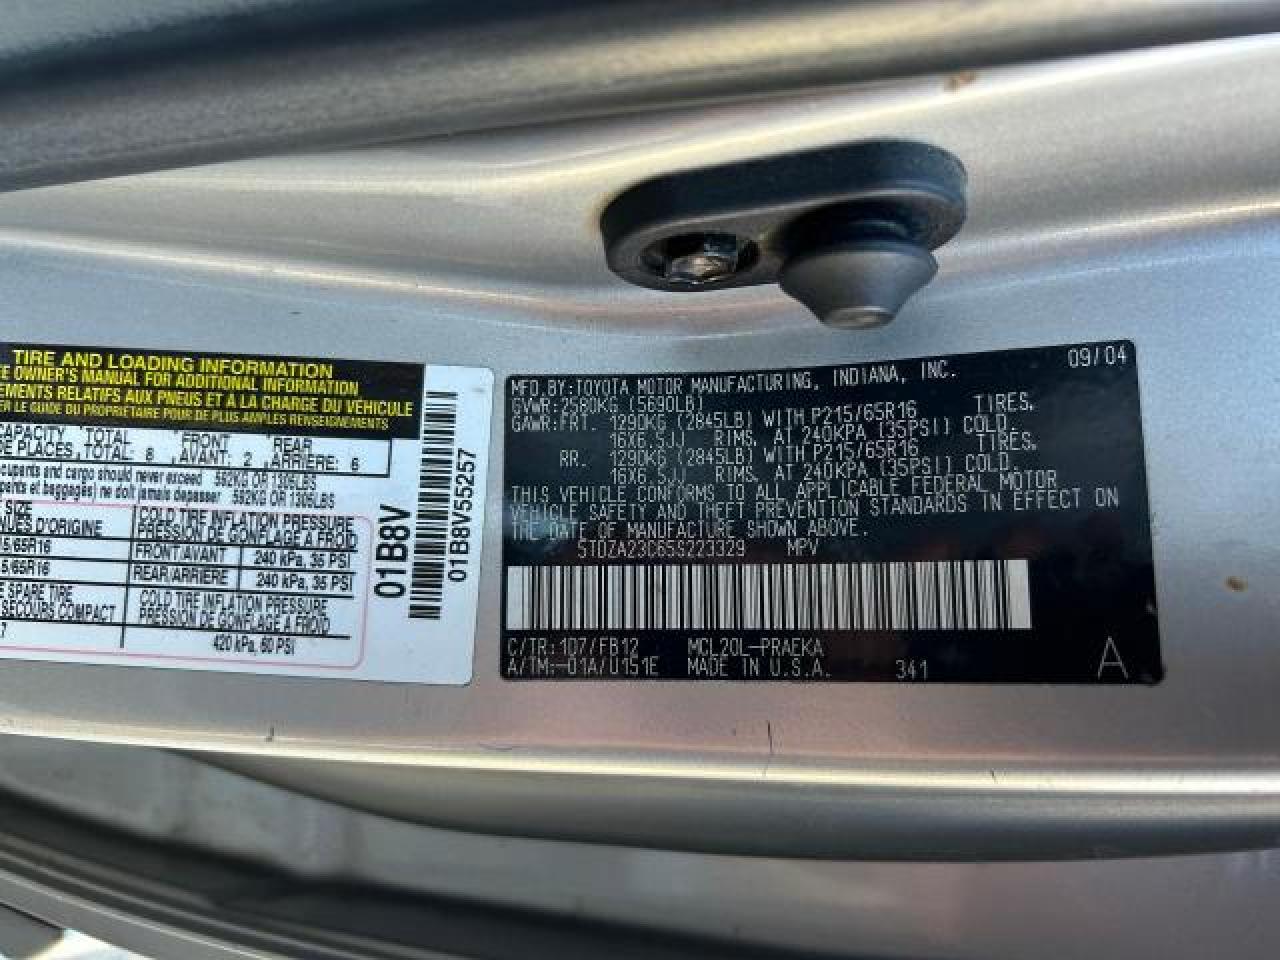 TIRE AND LOADING INFORMATION
OWNER'S MANUAL FOR ADDITIONAL INFORMATION
EMENTS RELATIFS AUX PNEUS ET A LA CHARGE DU VÉHICULE
ER LE GUIDE DU PROPRIÉTAIRE POUR DE PLUS AMPLES RENSEIGNEMENTS
CAPACITY TOTAL FRONT REAR
DE PLACES, TOTAL: 8 AVANT: 2 ARRIÈRE: 6
cupants and cargo should never exceed 592KG OR 1305LBS
pants et baggages) ne doit jamais depasser 592KG OR 1305LBS
COLD TIRE INFLATION PRESSURE
NUES D'ORIGINE PRESSION DE GONFLAGE A FROID
5/65R16 FRONT/AVANT 240 kPa, 35 PSI
5/65R16 REAR/ARRIERE 240 kPa, 35 PSI
SPARE TIRE COLD TIRE INFLATION PRESSURE
SECOURS COMPACT PRESSION DE GONFLAGE A FROID
7 420 kPa, 60 PSI
01B8V
01B8V55257
MFD.BY:TOYOTA MOTOR MANUFACTURING, INDIANA, INC. 09/04
GVWR:2580KG (5690LB)
GAWR:FRT. 1290KG (2845LB) WITH P215/65R16 TIRES,
16X6.5JJ RIMS, AT 240KPA (35PSI) COLD.
RR. 1290KG (2845LB) WITH P215/65R16 TIRES,
16X6.5JJ RIMS, AT 240KPA (35PSI) COLD.
THIS VEHICLE CONFORMS TO ALL APPLICABLE FEDERAL MOTOR
VEHICLE SAFETY AND THEFT PREVENTION STANDARDS IN EFFECT ON
THE DATE OF MANUFACTURE SHOWN ABOVE.
5TDZA23C65S223329 MPV
C/TR:1D7/FB12 MCL20L-PRAEKA
A/TM:-01A/U151E MADE IN U.S.A. 341 A